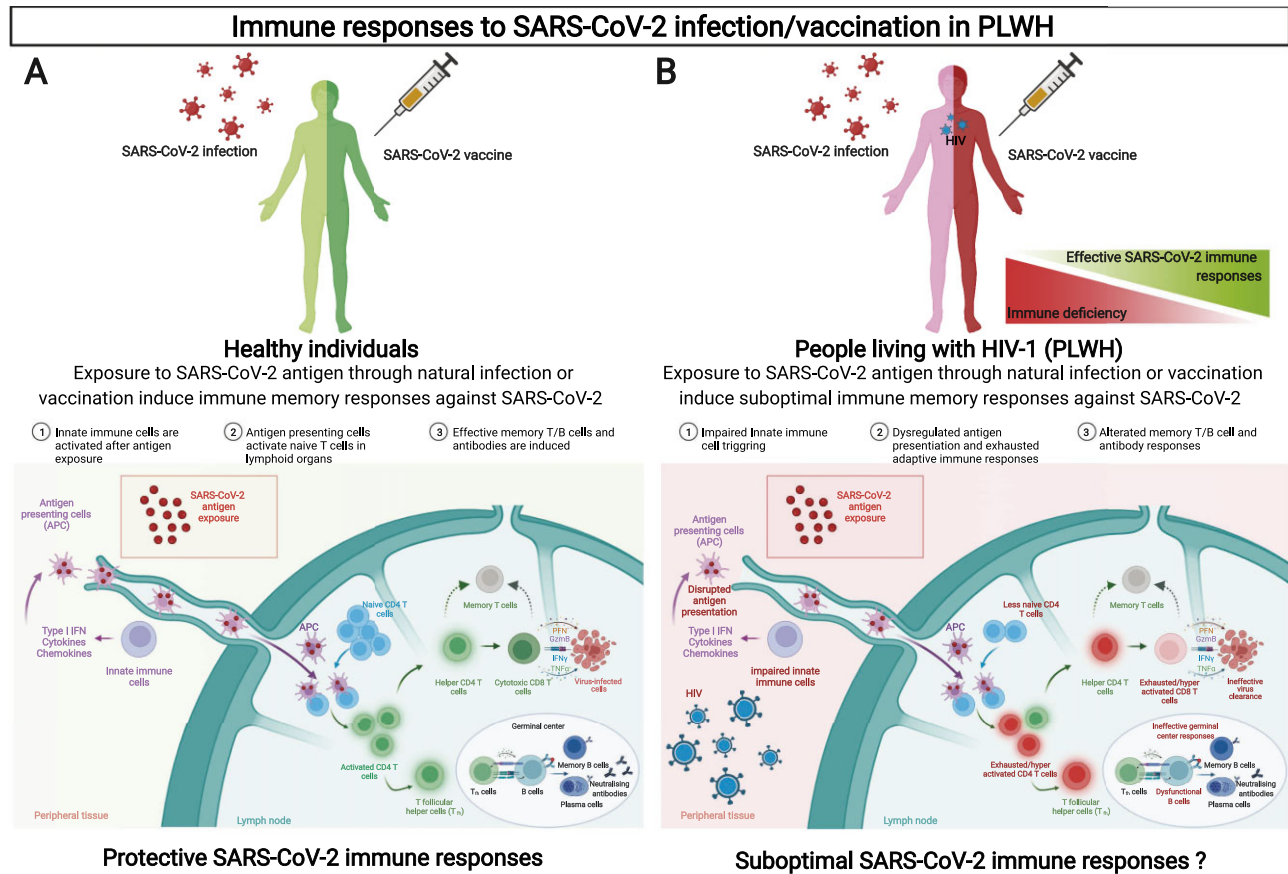 Immune responses to SARS-CoV-2 infection/vaccination in PLWH
A
SARS-CoV-2 infection
SARS-CoV-2 vaccine
Healthy individuals
Exposure to SARS-CoV-2 antigen through natural infection or
vaccination induce immune memory responses against SARS-CoV-2
1 Innate immune cells are
activated after antigen
exposure
2 Antigen presenting cells
activate naive T cells in
lymphoid organs
3 Effective memory T/B cells and
antibodies are induced
SARS-CoV-2
antigen
exposure
Antigen
presenting cells
(APC)
Type I IFN
Cytokines
Chemokines
Innate immune
cells
APC
Naive CD4 T
cells
Memory T cells
Helper CD4 T
cells
Cytotoxic CD8 T
cells
PFN
GzmB
IFNγ
TNFα
Virus-infected
cells
Activated CD4 T
cells
T follicular
helper cells (Tfh)
Germinal center
Tfh cells
B cells
Memory B cells
Neutralising
antibodies
Plasma cells
Peripheral tissue
Lymph node
Protective SARS-CoV-2 immune responses
B
SARS-CoV-2 infection
HIV
SARS-CoV-2 vaccine
Effective SARS-CoV-2 immune
responses
Immune deficiency
People living with HIV-1 (PLWH)
Exposure to SARS-CoV-2 antigen through natural infection or vaccination
induce suboptimal immune memory responses against SARS-CoV-2
1 Impaired Innate immune
cell triggring
2 Dysregulated antigen
presentation and exhausted
adaptive immune responses
3 Alterated memory T/B cell and
antibody responses
SARS-CoV-2
antigen
exposure
Antigen
presenting cells
(APC)
Disrupted
antigen
presentation
Type I IFN
Cytokines
Chemokines
impaired innate
immune cells
HIV
APC
Less naive CD4
T cells
Memory T cells
Helper CD4 T
cells
Exhausted/hyper
activated CD8 T
cells
PFN
GzmB
IFNγ
TNFα
Ineffective
virus
clearance
Exhausted/hyper
activated CD4 T cells
T follicular
helper cells (Tfh)
Ineffective germinal
center responses
Tfh cells
Dysfunctional
B cells
Memory B cells
Neutralising
antibodies
Plasma cells
Peripheral tissue
Lymph node
Suboptimal SARS-CoV-2 immune responses ?